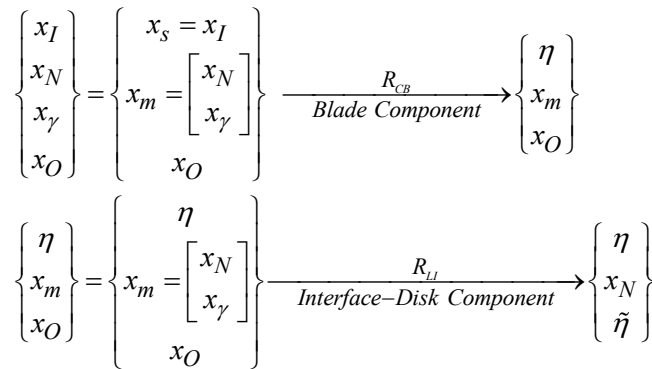 {x_I, x_N, x_γ, x_O} = {x_s = x_I, x_m = [x_N, x_γ], x_O} —R_CB / Blade Component→ {η, x_m, x_O}
{η, x_m, x_O} = {η, x_m = [x_N, x_γ], x_O} —R_LI / Interface−Disk Component→ {η, x_N, η̃}